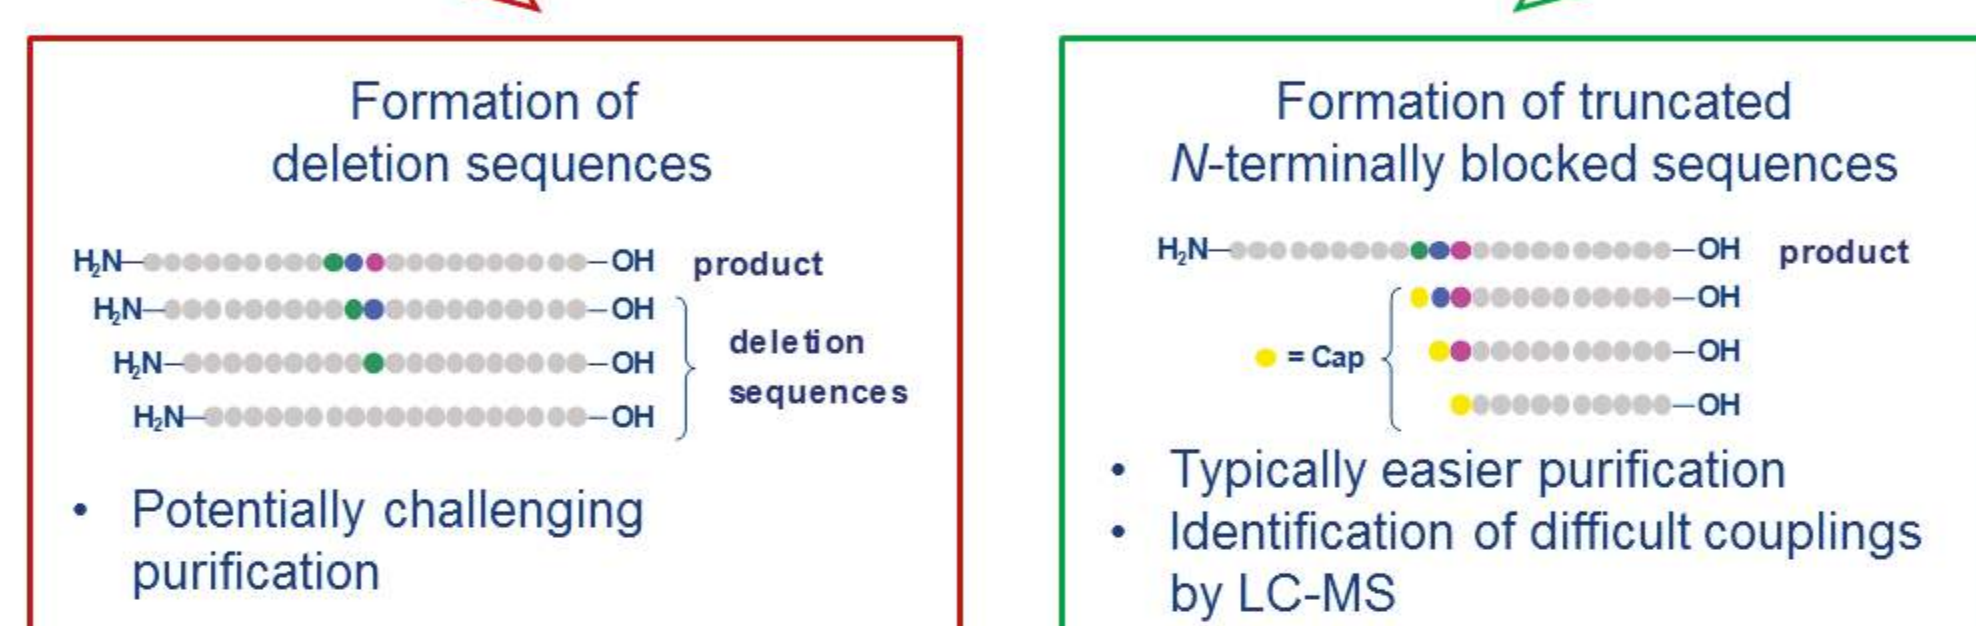 Formation of
deletion sequences
H₂N
OH
product
H₂N
OH
H₂N
OH
H₂N
OH
deletion
sequences
• Potentially challenging
purification
Formation of truncated
N-terminally blocked sequences
H₂N
OH
product
OH
= Cap
OH
OH
• Typically easier purification
• Identification of difficult couplings
by LC-MS